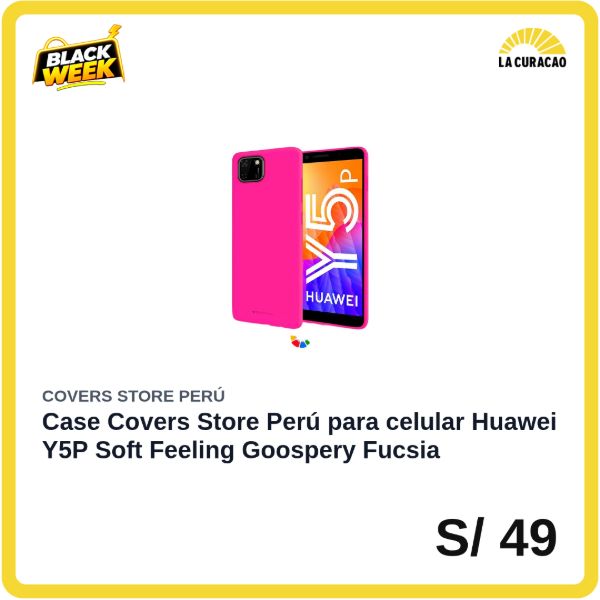 BLACK
WEEK
LA CURACAO
Y5P
HUAWEI
COVERS STORE PERÚ
Case Covers Store Perú para celular Huawei
Y5P Soft Feeling Goospery Fucsia
S/ 49